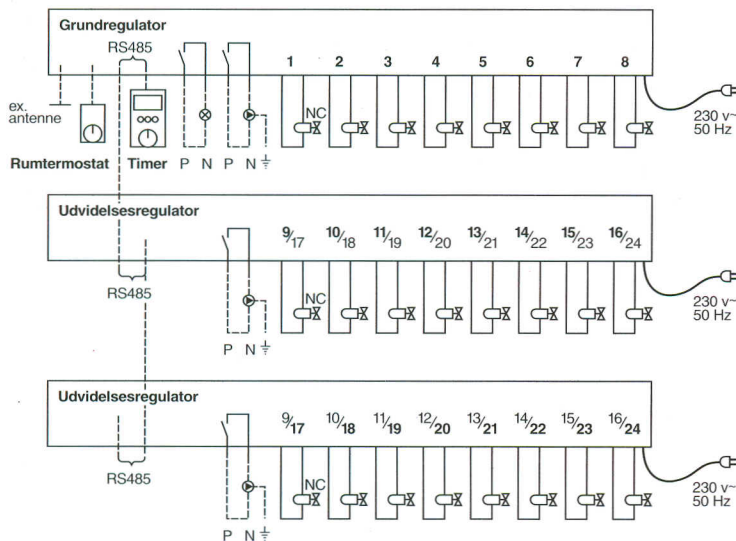 Grundregulator
RS485
1 2 3 4 5 6 7 8
ex.
antenne
NC
230 v~
50 Hz
Rumtermostat Timer P N P N
Udvidelsesregulator
9/17 10/18 11/19 12/20 13/21 14/22 15/23 16/24
RS485
NC
230 v~
50 Hz
P N
Udvidelsesregulator
9/17 10/18 11/19 12/20 13/21 14/22 15/23 16/24
RS485
NC
230 v~
50 Hz
P N